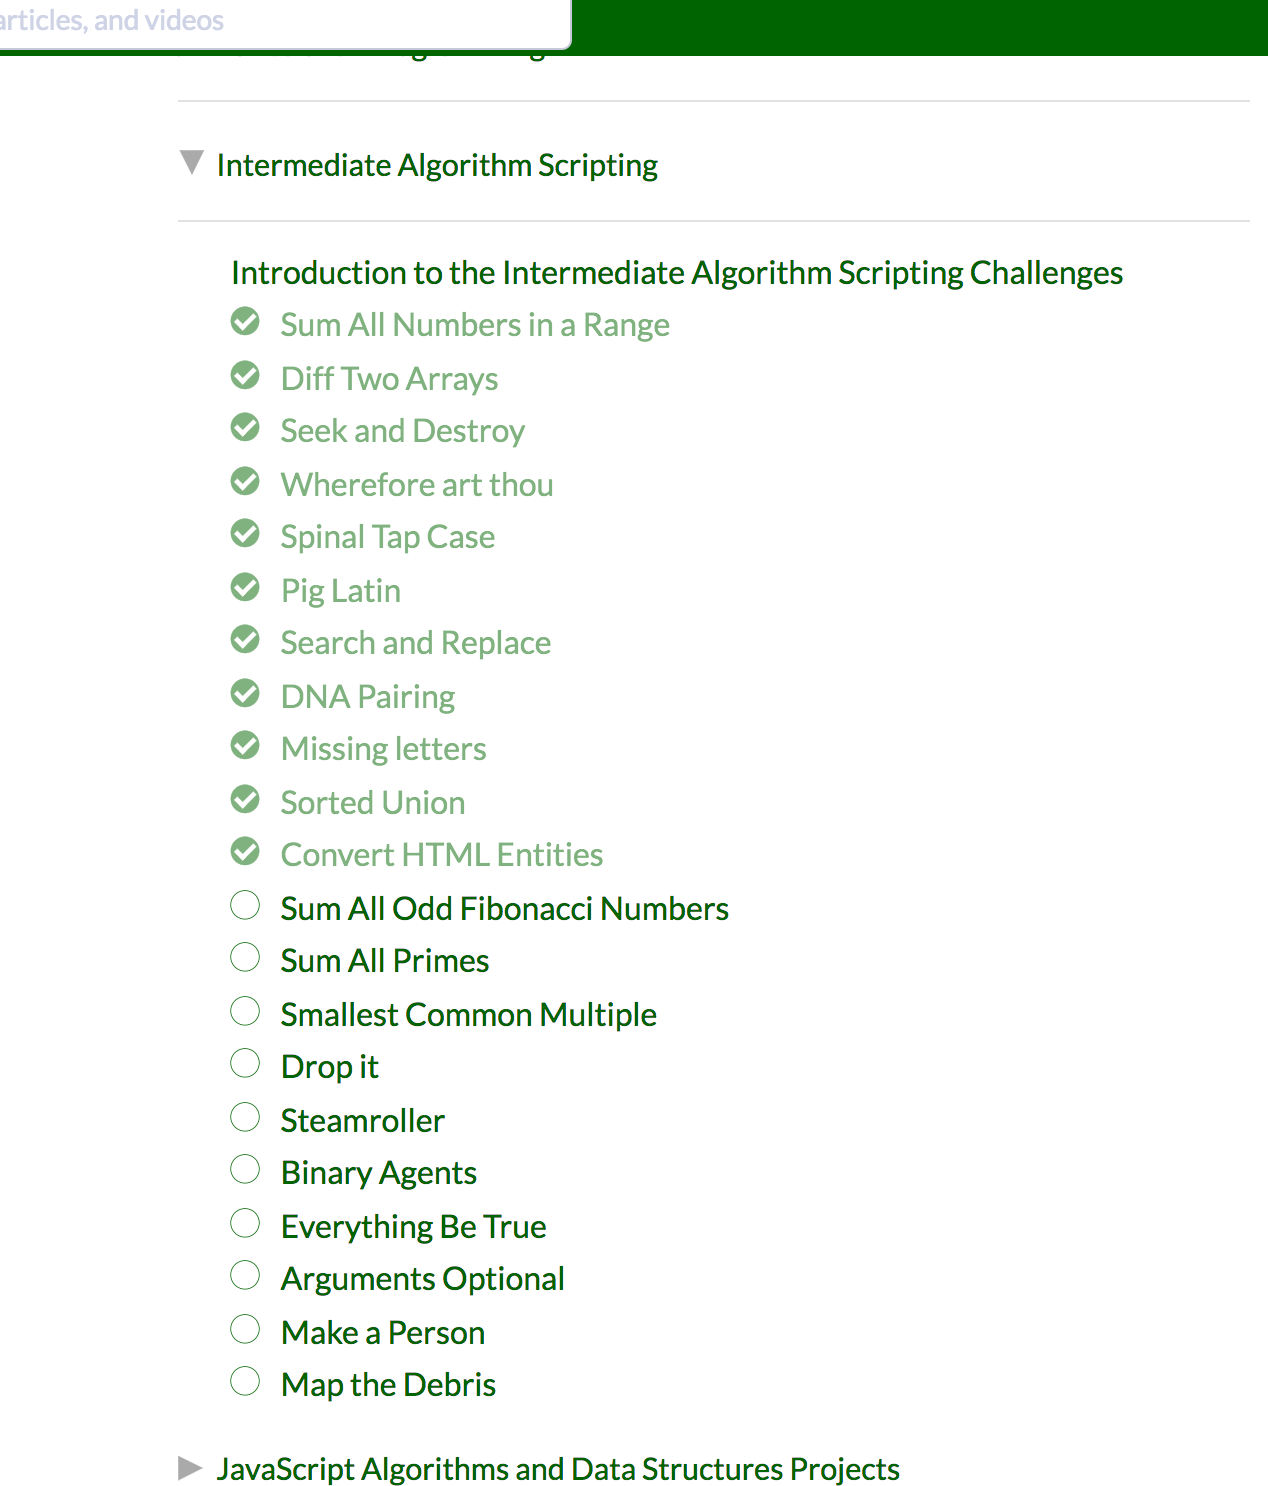 articles, and videos
Intermediate Algorithm Scripting
Introduction to the Intermediate Algorithm Scripting Challenges
Sum All Numbers in a Range
Diff Two Arrays
Seek and Destroy
Wherefore art thou
Spinal Tap Case
Pig Latin
Search and Replace
DNA Pairing
Missing letters
Sorted Union
Convert HTML Entities
Sum All Odd Fibonacci Numbers
Sum All Primes
Smallest Common Multiple
Drop it
Steamroller
Binary Agents
Everything Be True
Arguments Optional
Make a Person
Map the Debris
JavaScript Algorithms and Data Structures Projects